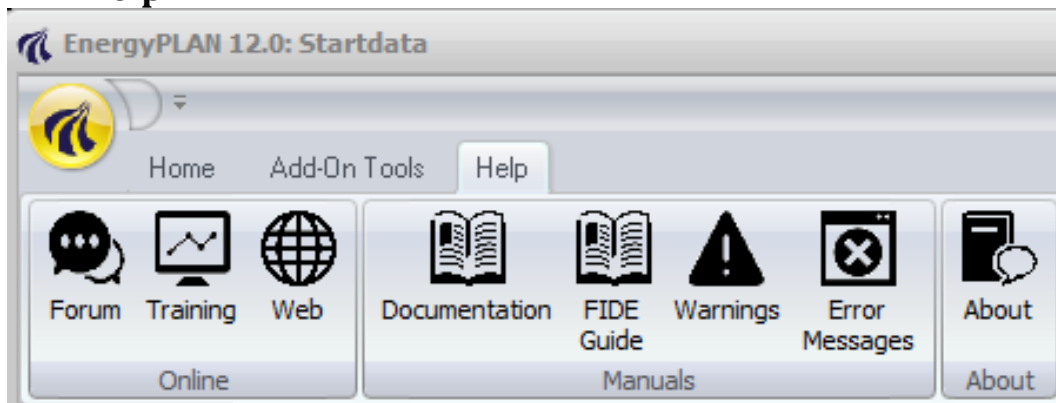 EnergyPLAN 12.0: Startdata
Home Add-On Tools Help
Forum Training Web Documentation FIDE Guide Warnings Error Messages About
Online Manuals About